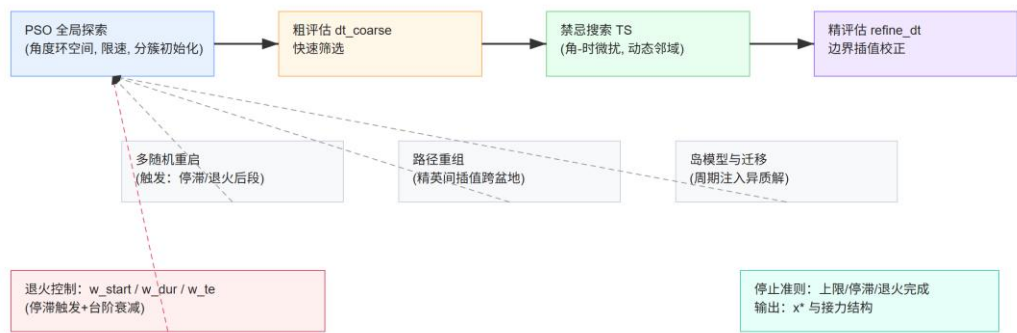 PSO 全局探索
(角度环空间, 限速, 分簇初始化)
粗评估 dt_coarse
快速筛选
禁忌搜索 TS
(角-时微扰, 动态邻域)
精评估 refine_dt
边界插值校正
多随机重启
(触发：停滞/退火后段)
路径重组
(精英间插值跨盆地)
岛模型与迁移
(周期注入异质解)
退火控制：w_start / w_dur / w_te
(停滞触发+台阶衰减)
停止准则：上限/停滞/退火完成
输出：x* 与接力结构